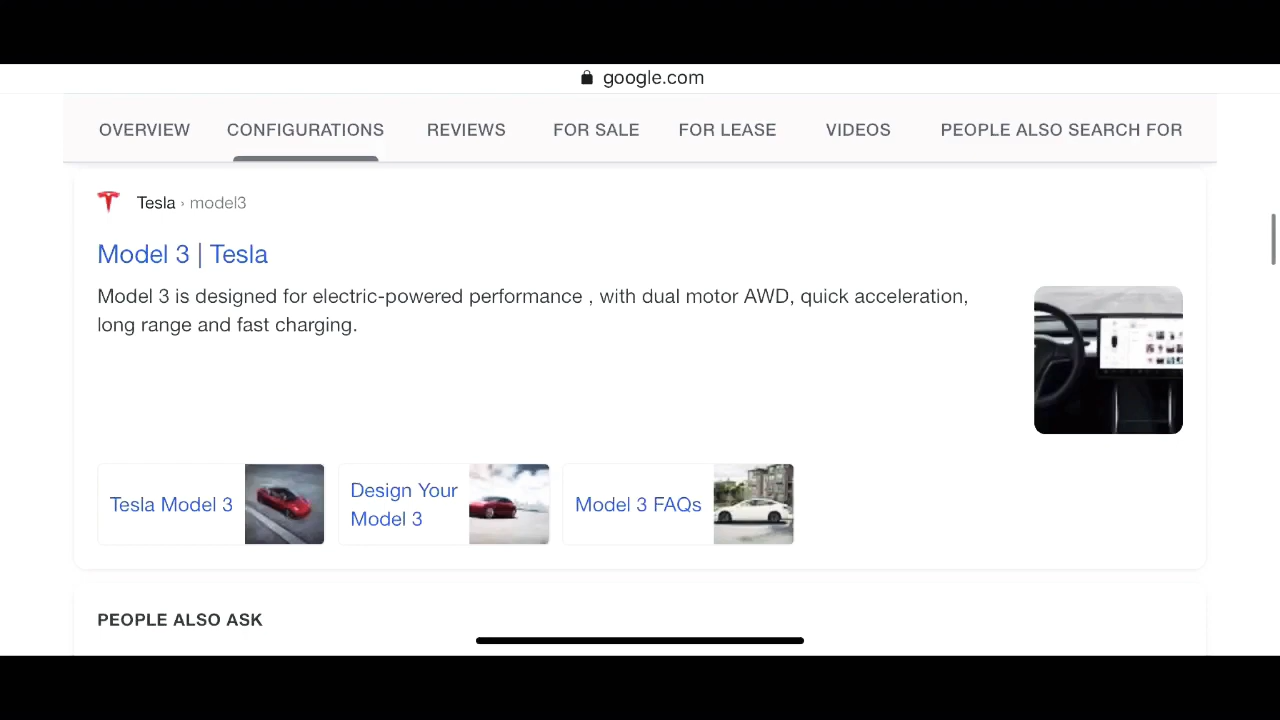 google.com
OVERVIEW CONFIGURATIONS REVIEWS FOR SALE FOR LEASE VIDEOS PEOPLE ALSO SEARCH FOR
Tesla › model3
Model 3 | Tesla
Model 3 is designed for electric-powered performance , with dual motor AWD, quick acceleration,
long range and fast charging.
Tesla Model 3
Design Your
Model 3
Model 3 FAQs
PEOPLE ALSO ASK